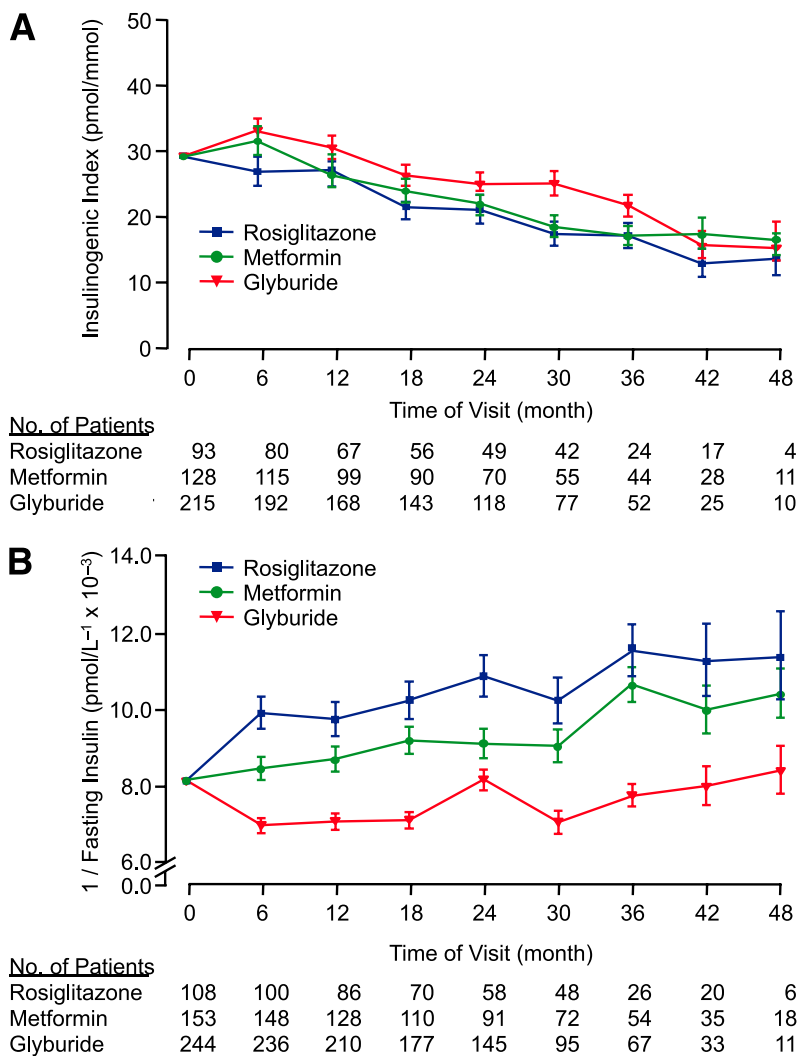 A
Insulinogenic Index (pmol/mmol)
50
40
30
20
10
0
Rosiglitazone
Metformin
Glyburide
0 6 12 18 24 30 36 42 48
Time of Visit (month)
No. of Patients
Rosiglitazone 93 80 67 56 49 42 24 17 4
Metformin 128 115 99 90 70 55 44 28 11
Glyburide 215 192 168 143 118 77 52 25 10
B
1 / Fasting Insulin (pmol/L⁻¹ x 10⁻³)
14.0
12.0
10.0
8.0
6.0
0.0
Rosiglitazone
Metformin
Glyburide
0 6 12 18 24 30 36 42 48
Time of Visit (month)
No. of Patients
Rosiglitazone 108 100 86 70 58 48 26 20 6
Metformin 153 148 128 110 91 72 54 35 18
Glyburide 244 236 210 177 145 95 67 33 11